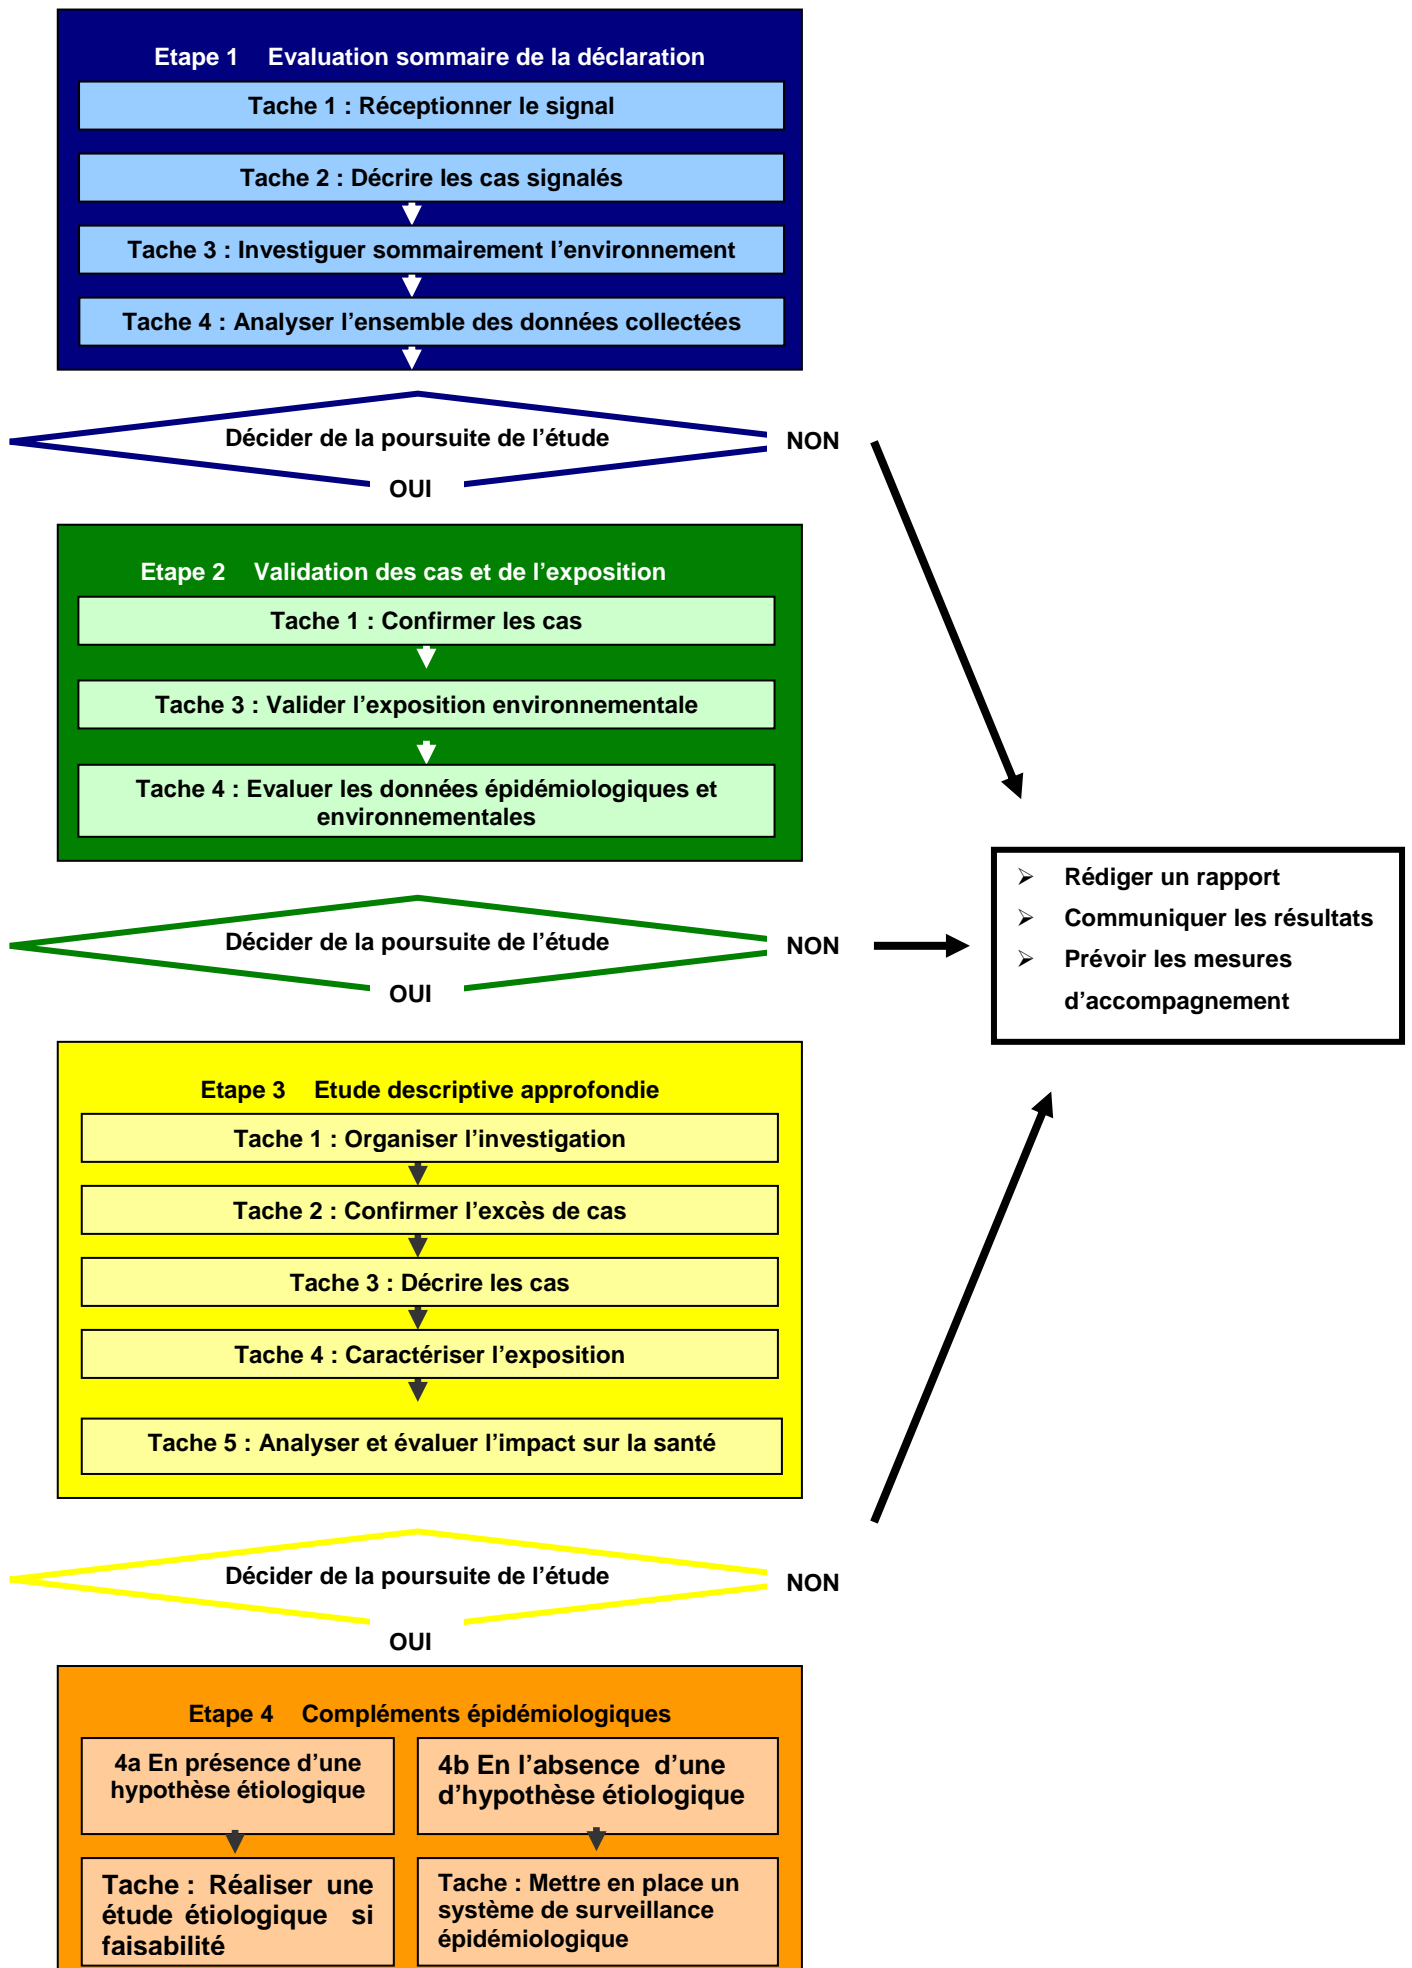 Etape 1 Evaluation sommaire de la déclaration
Tache 1 : Réceptionner le signal
Tache 2 : Décrire les cas signalés
Tache 3 : Investiguer sommairement l’environnement
Tache 4 : Analyser l’ensemble des données collectées
Décider de la poursuite de l’étude
NON
OUI
Etape 2 Validation des cas et de l’exposition
Tache 1 : Confirmer les cas
Tache 3 : Valider l’exposition environnementale
Tache 4 : Evaluer les données épidémiologiques et
environnementales
➢ Rédiger un rapport
➢ Communiquer les résultats
➢ Prévoir les mesures
d’accompagnement
Décider de la poursuite de l’étude
NON
OUI
Etape 3 Etude descriptive approfondie
Tache 1 : Organiser l’investigation
Tache 2 : Confirmer l’excès de cas
Tache 3 : Décrire les cas
Tache 4 : Caractériser l’exposition
Tache 5 : Analyser et évaluer l’impact sur la santé
Décider de la poursuite de l’étude
NON
OUI
Etape 4 Compléments épidémiologiques
4a En présence d’une
hypothèse étiologique
4b En l’absence d’une
d’hypothèse étiologique
Tache : Réaliser une
étude étiologique si
faisabilité
Tache : Mettre en place un
système de surveillance
épidémiologique